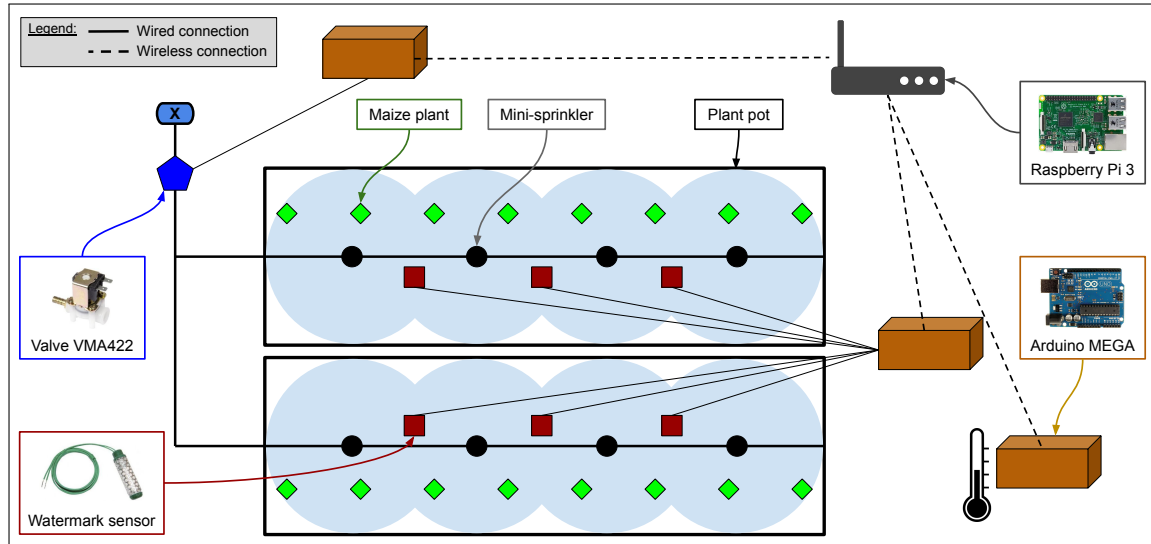 Legend:
Wired connection
Wireless connection
X
Maize plant
Mini-sprinkler
Plant pot
Raspberry Pi 3
Valve VMA422
Arduino MEGA
Watermark sensor